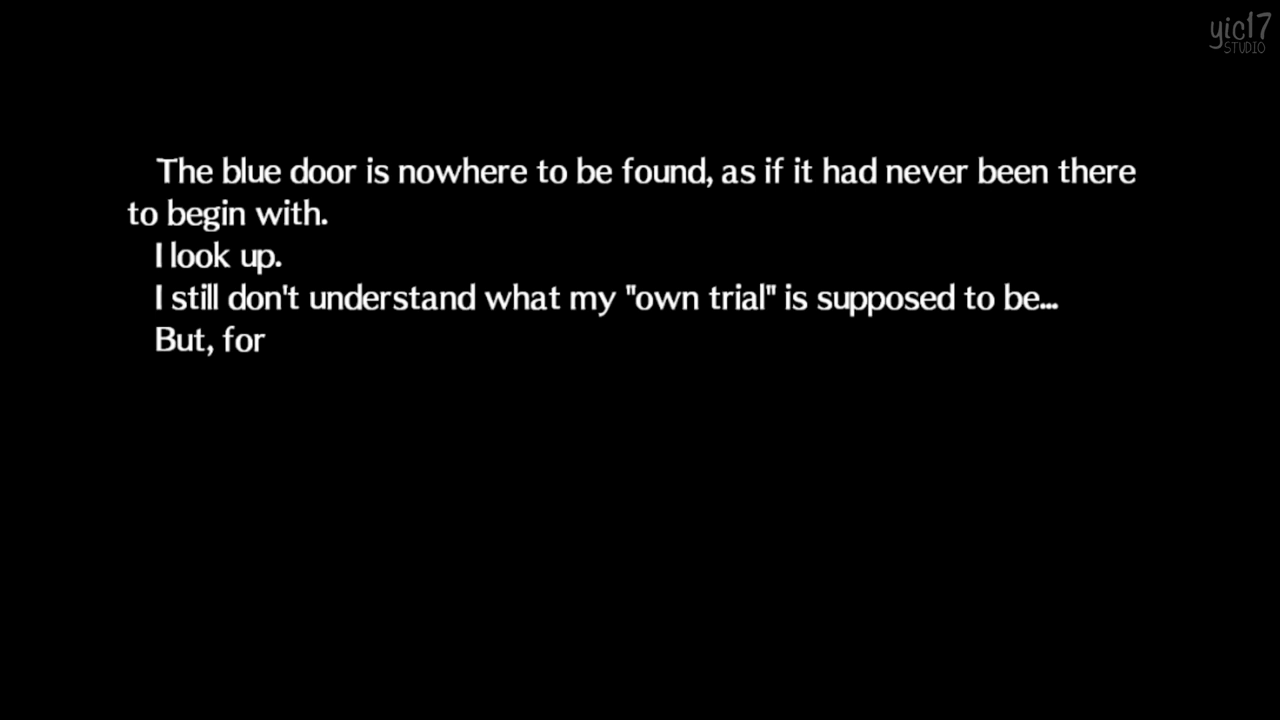 yic17
STUDIO
The blue door is nowhere to be found, as if it had never been there
to begin with.
I look up.
I still don't understand what my "own trial" is supposed to be...
But, for